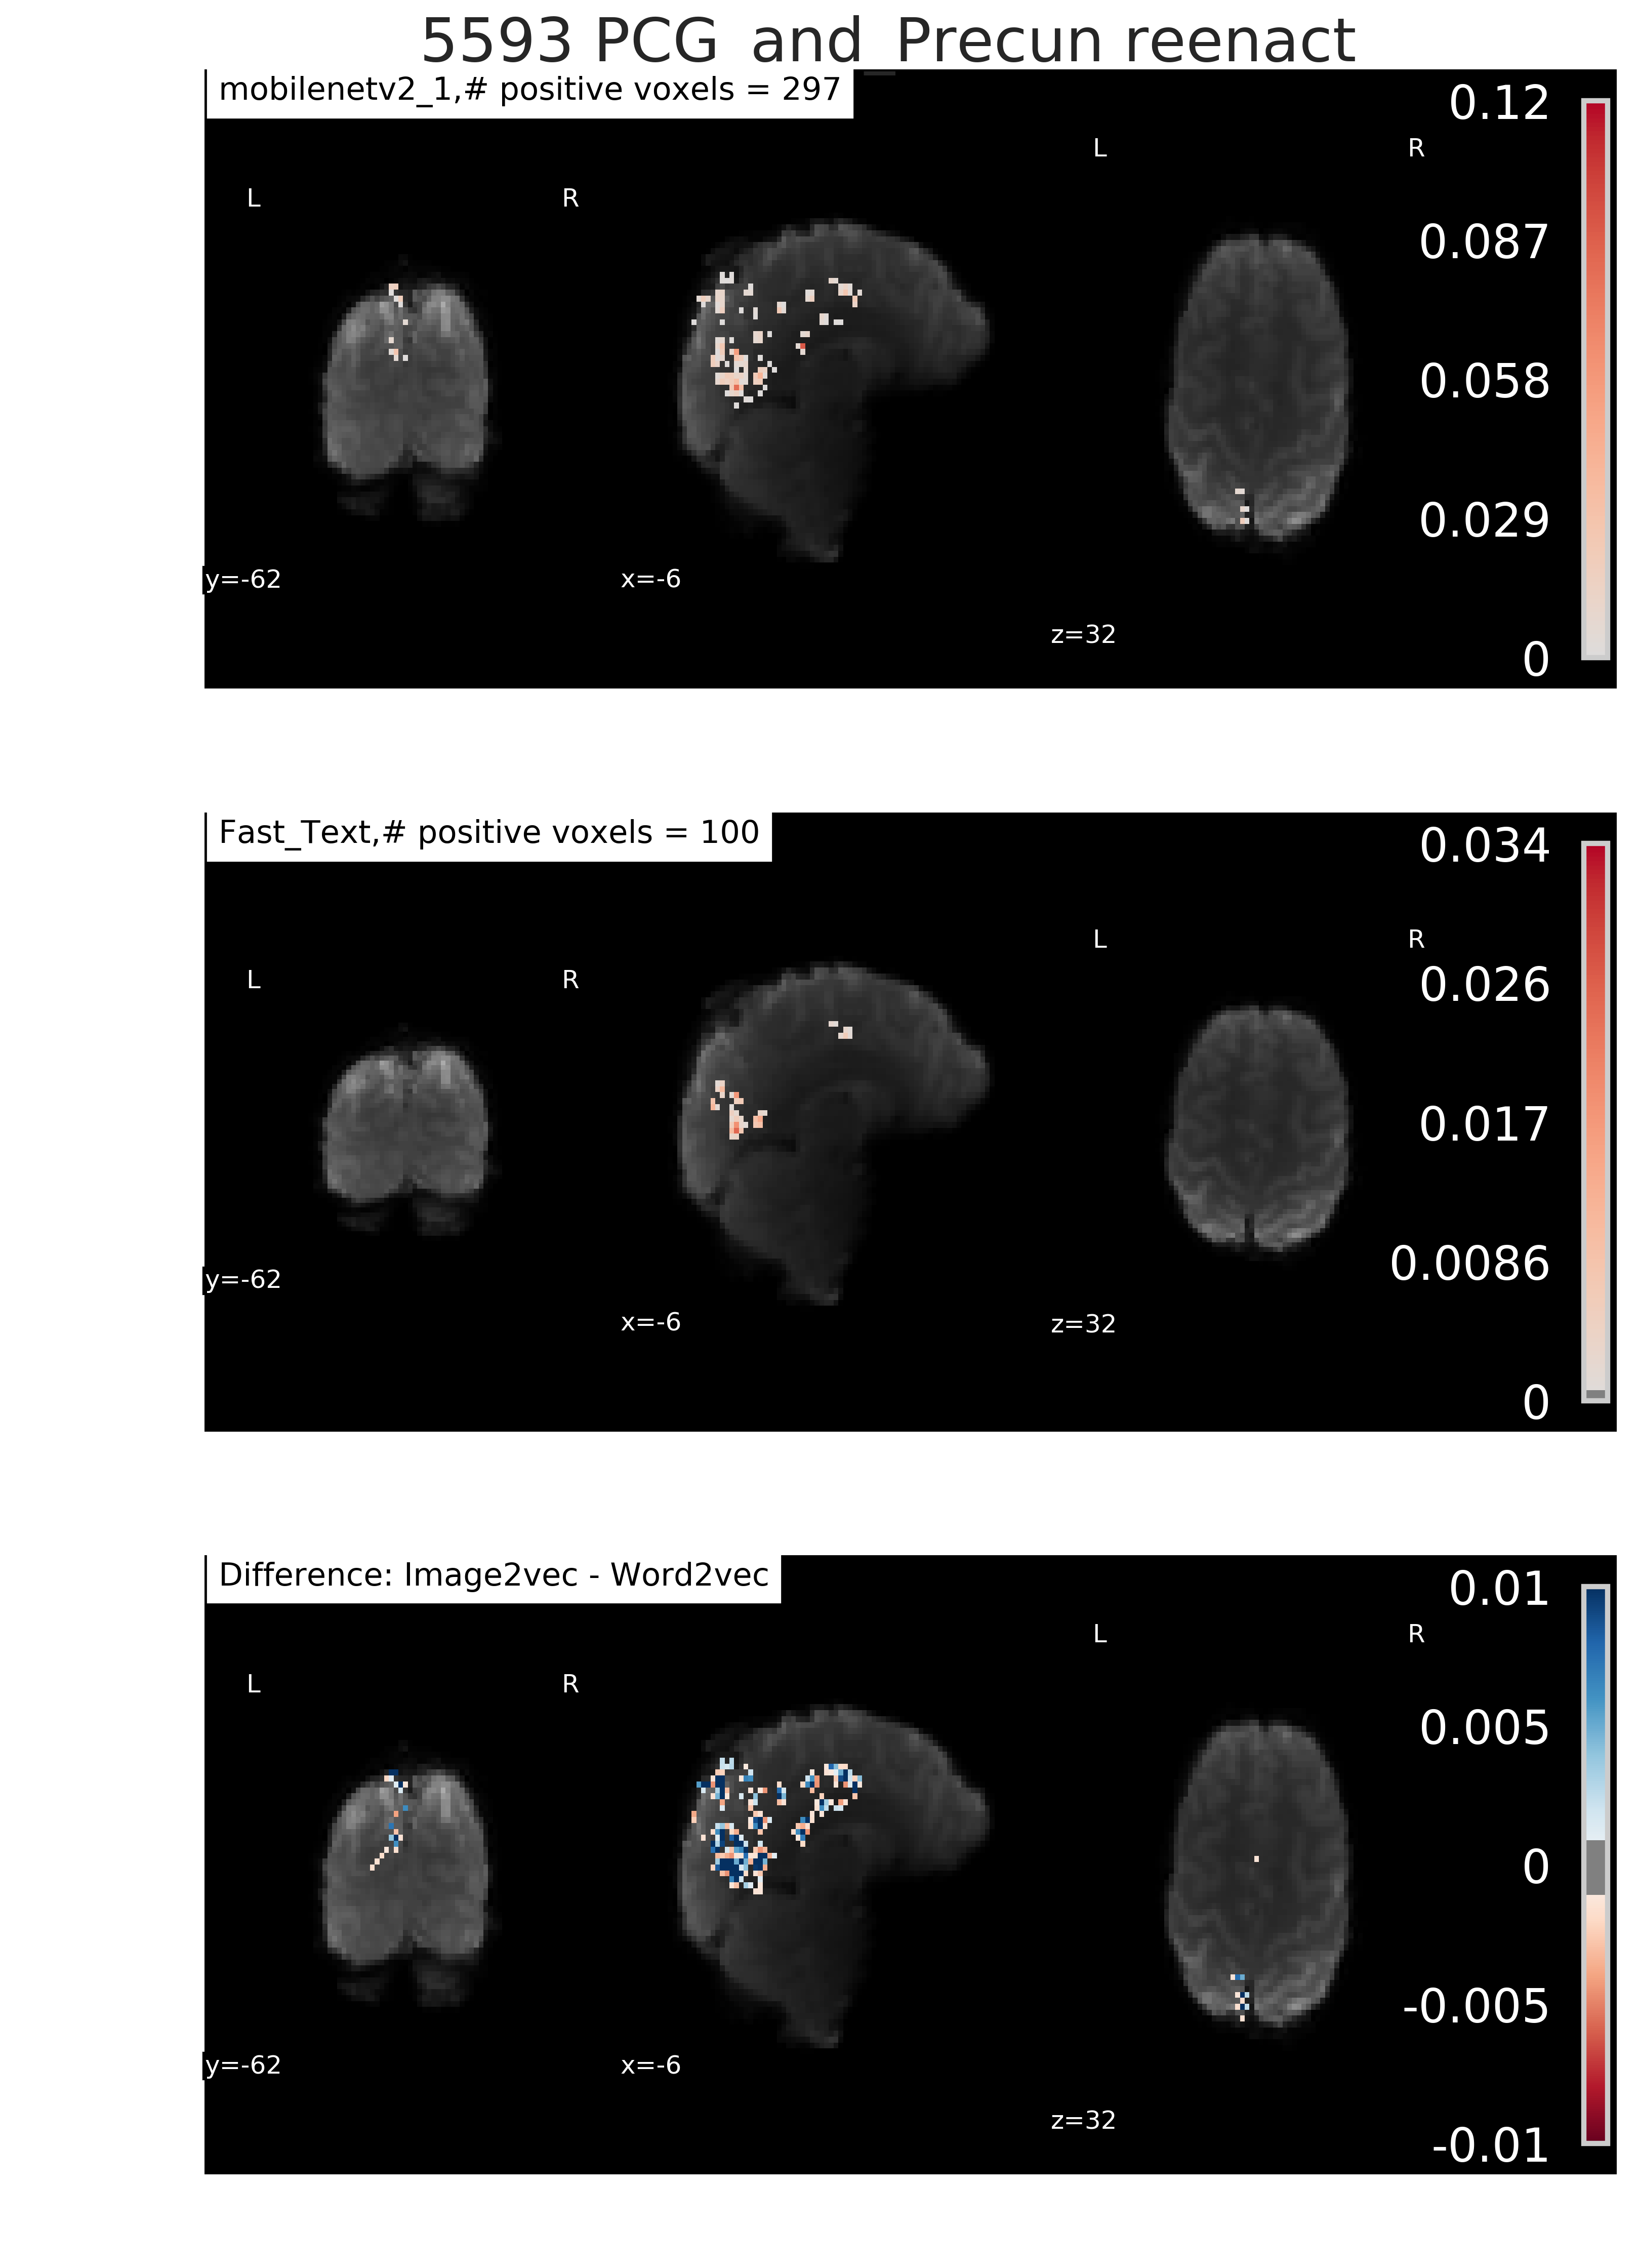 5593 PCG_and_Precun reenact
mobilenetv2_1,# positive voxels = 297
0.12
L R
L R
0.087
0.058
0.029
y=-62 x=-6
z=32
0
Fast_Text,# positive voxels = 100
0.034
L R
L R
0.026
0.017
0.0086
y=-62
x=-6 z=32
0
Difference: Image2vec - Word2vec
0.01
L R
L R
0.005
0
-0.005
y=-62 x=-6
z=32
-0.01